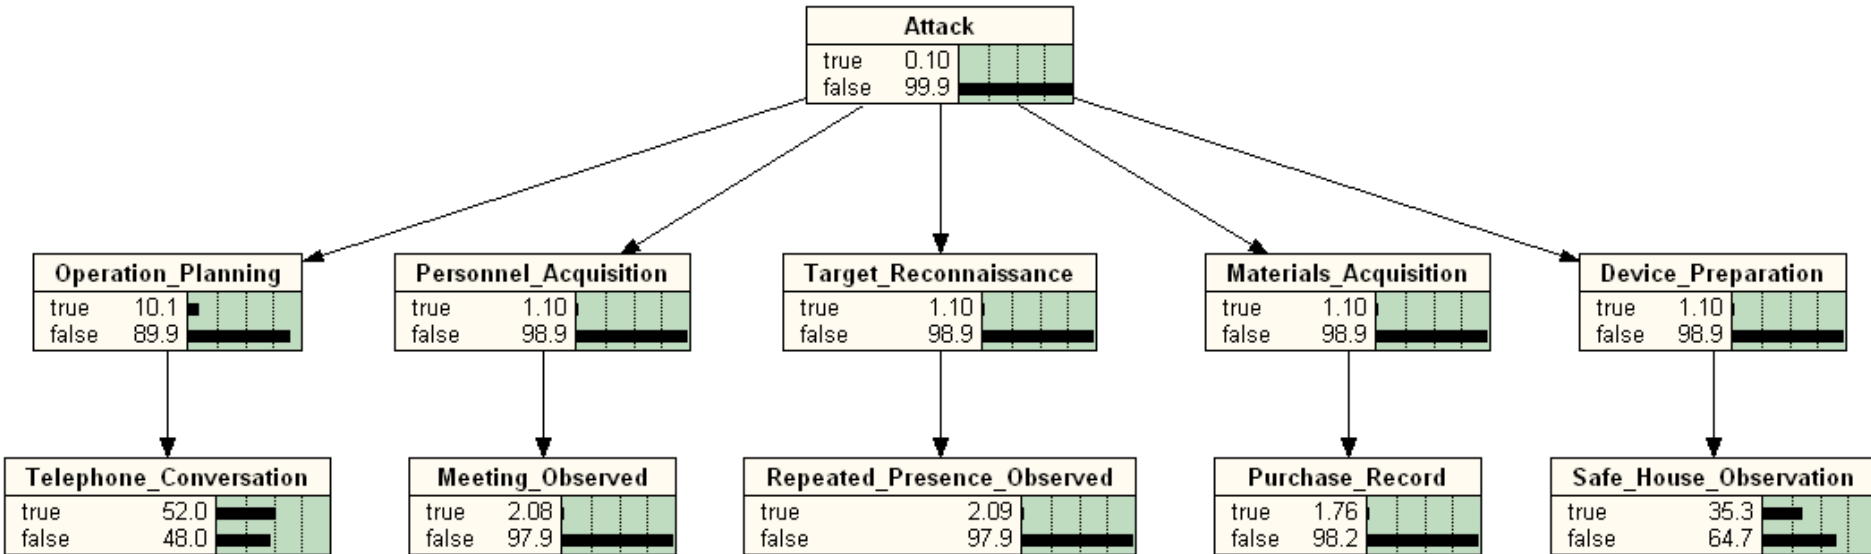 Attack
true 0.10
false 99.9
Operation_Planning
true 10.1
false 89.9
Personnel_Acquisition
true 1.10
false 98.9
Target_Reconnaissance
true 1.10
false 98.9
Materials_Acquisition
true 1.10
false 98.9
Device_Preparation
true 1.10
false 98.9
Telephone_Conversation
true 52.0
false 48.0
Meeting_Observed
true 2.08
false 97.9
Repeated_Presence_Observed
true 2.09
false 97.9
Purchase_Record
true 1.76
false 98.2
Safe_House_Observation
true 35.3
false 64.7